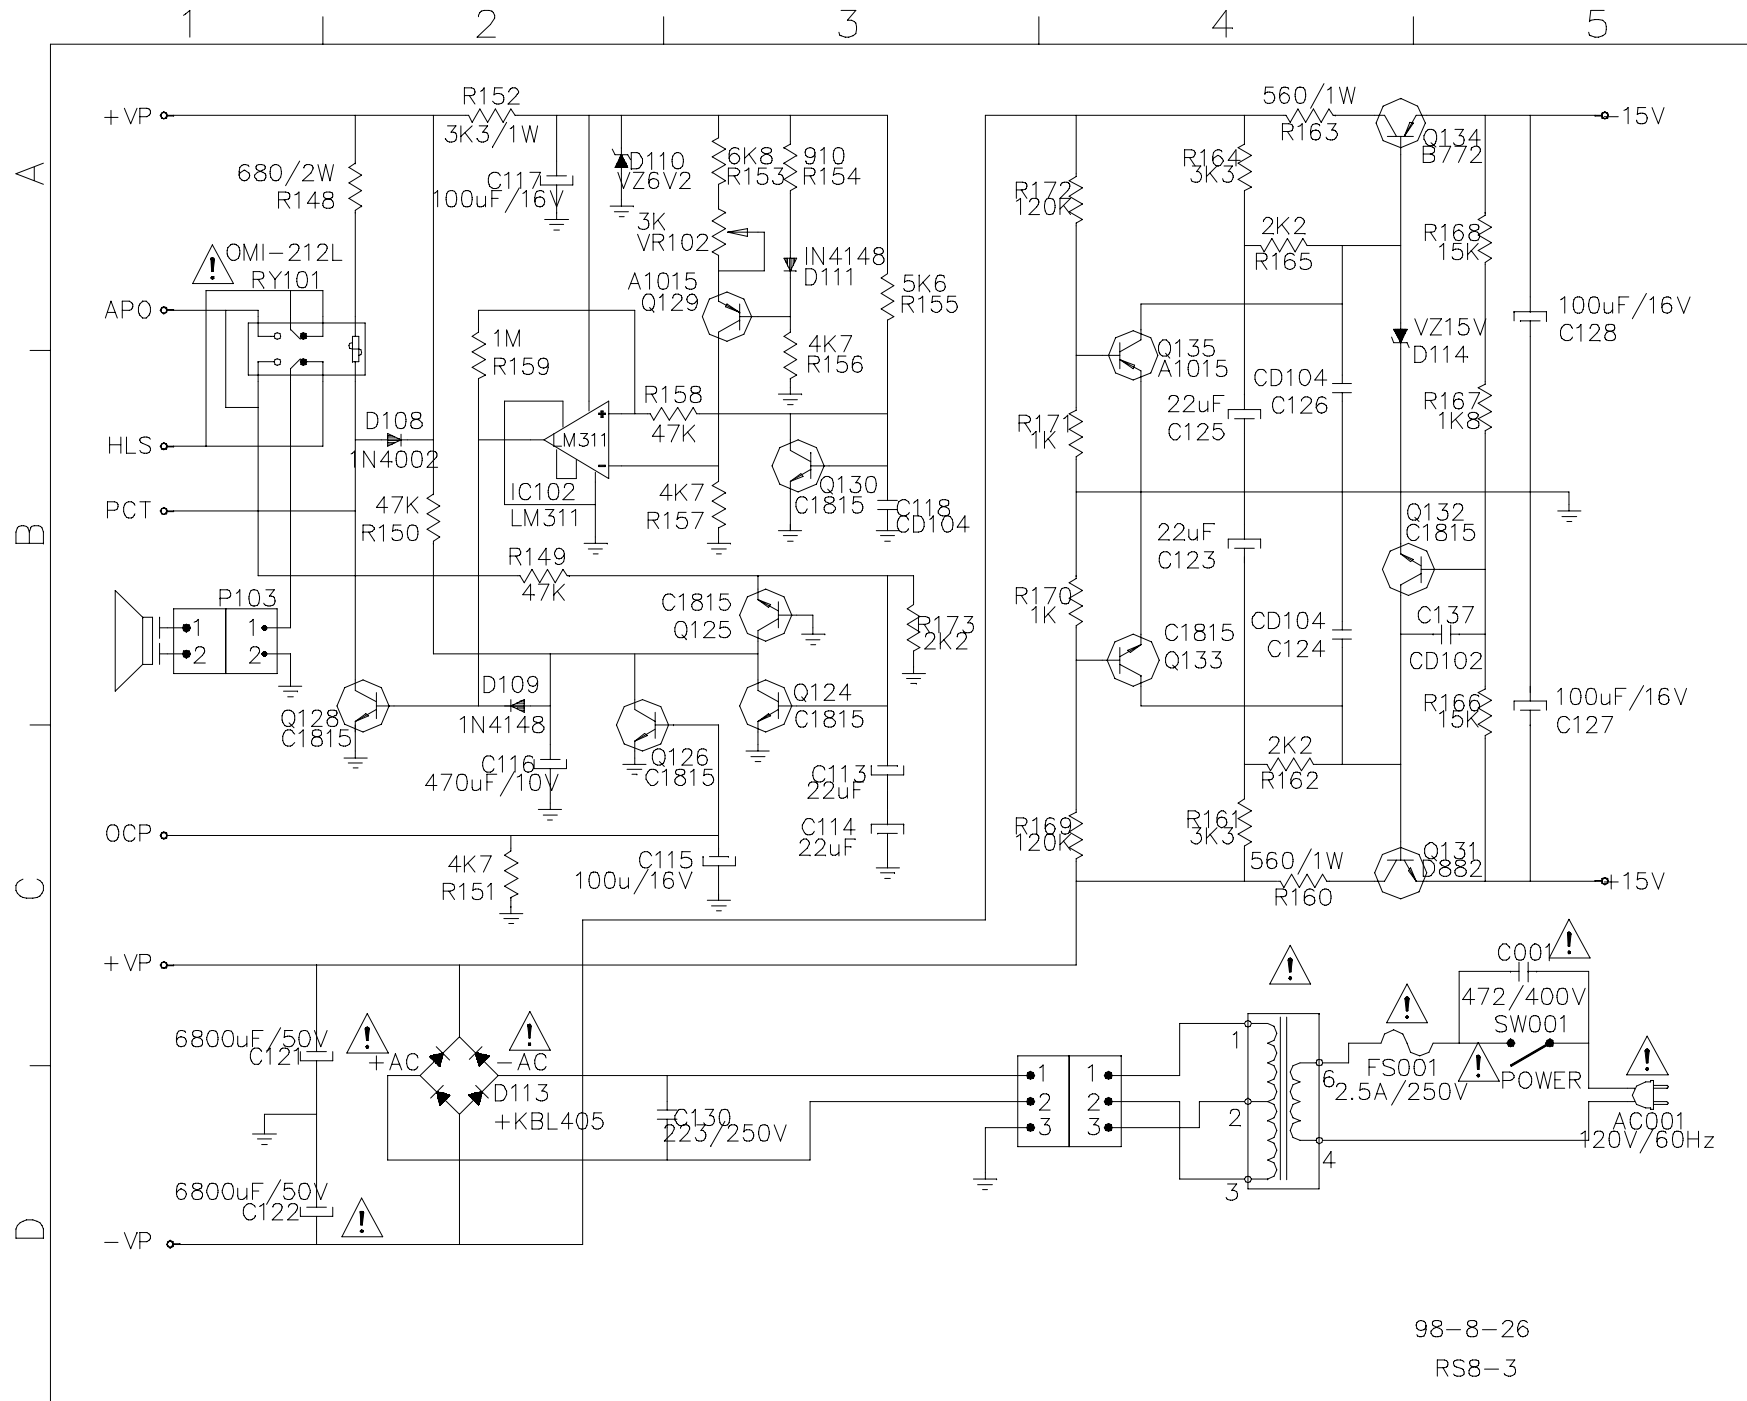 1 2 3 4 5
A
B
C
D
R152
3K3/1W
+VP
680/2W
R148
C117
100uF/16V
D110
VZ6V2
6K8
R153
910
R154
3K
VR102
IN4148
D111
A1015
Q129
5K6
R155
OMI-212L
RY101
!
APO
1M
R159
4K7
R156
R158
47K
D108
1N4002
HLS
LM311
+
-
IC102
LM311
PCT
47K
R150
4K7
R157
Q130
C1815
C118
CD104
R149
47K
C1815
Q125
R173
2K2
P103
1
2
1
2
D109
1N4148
Q124
C1815
Q128
C1815
C116
470uF/10V
Q126
C1815
C113
22uF
C114
22uF
OCP
4K7
R151
C115
100u/16V
560/1W
R163
Q134
B772
-15V
R164
3K3
R172
120K
2K2
R165
R168
15K
100uF/16V
C128
Q135
A1015
VZ15V
D114
CD104
C126
22uF
C125
R171
1K
R167
1K8
Q132
C1815
22uF
C123
R170
1K
C1815
Q133
CD104
C124
C137
CD102
R166
15K
100uF/16V
C127
2K2
R162
R169
120K
R161
3K3
560/1W
R160
Q131
D882
+15V
+VP
6800uF/50V
C121
!
+AC
!
-AC
D113
+KBL405
C130
223/250V
6800uF/50V
C122
!
-VP
1
2
3
1
2
3
!
1
2
3
6
4
!
FS001
2.5A/250V
C001
!
472/400V
SW001
!
POWER
!
AC001
120V/60Hz
98-8-26
RS8-3